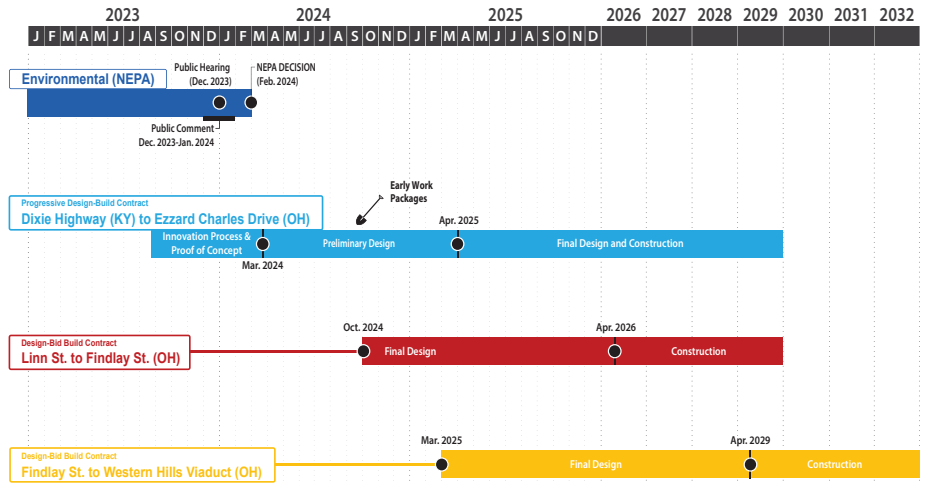 2023 2024 2025 2026 2027 2028 2029 2030 2031 2032
J F M A M J J A S O N D J F M A M J J A S O N D J F M A M J J A S O N D
Environmental (NEPA)
Public Hearing
(Dec. 2023)
NEPA DECISION
(Feb. 2024)
Public Comment
Dec. 2023-Jan. 2024
Progressive Design-Build Contract
Dixie Highway (KY) to Ezzard Charles Drive (OH)
Early Work
Packages
Apr. 2025
Innovation Process &
Proof of Concept
Preliminary Design
Final Design and Construction
Mar. 2024
Design-Bid Build Contract
Linn St. to Findlay St. (OH)
Oct. 2024
Apr. 2026
Final Design
Construction
Design-Bid Build Contract
Findlay St. to Western Hills Viaduct (OH)
Mar. 2025
Apr. 2029
Final Design
Construction